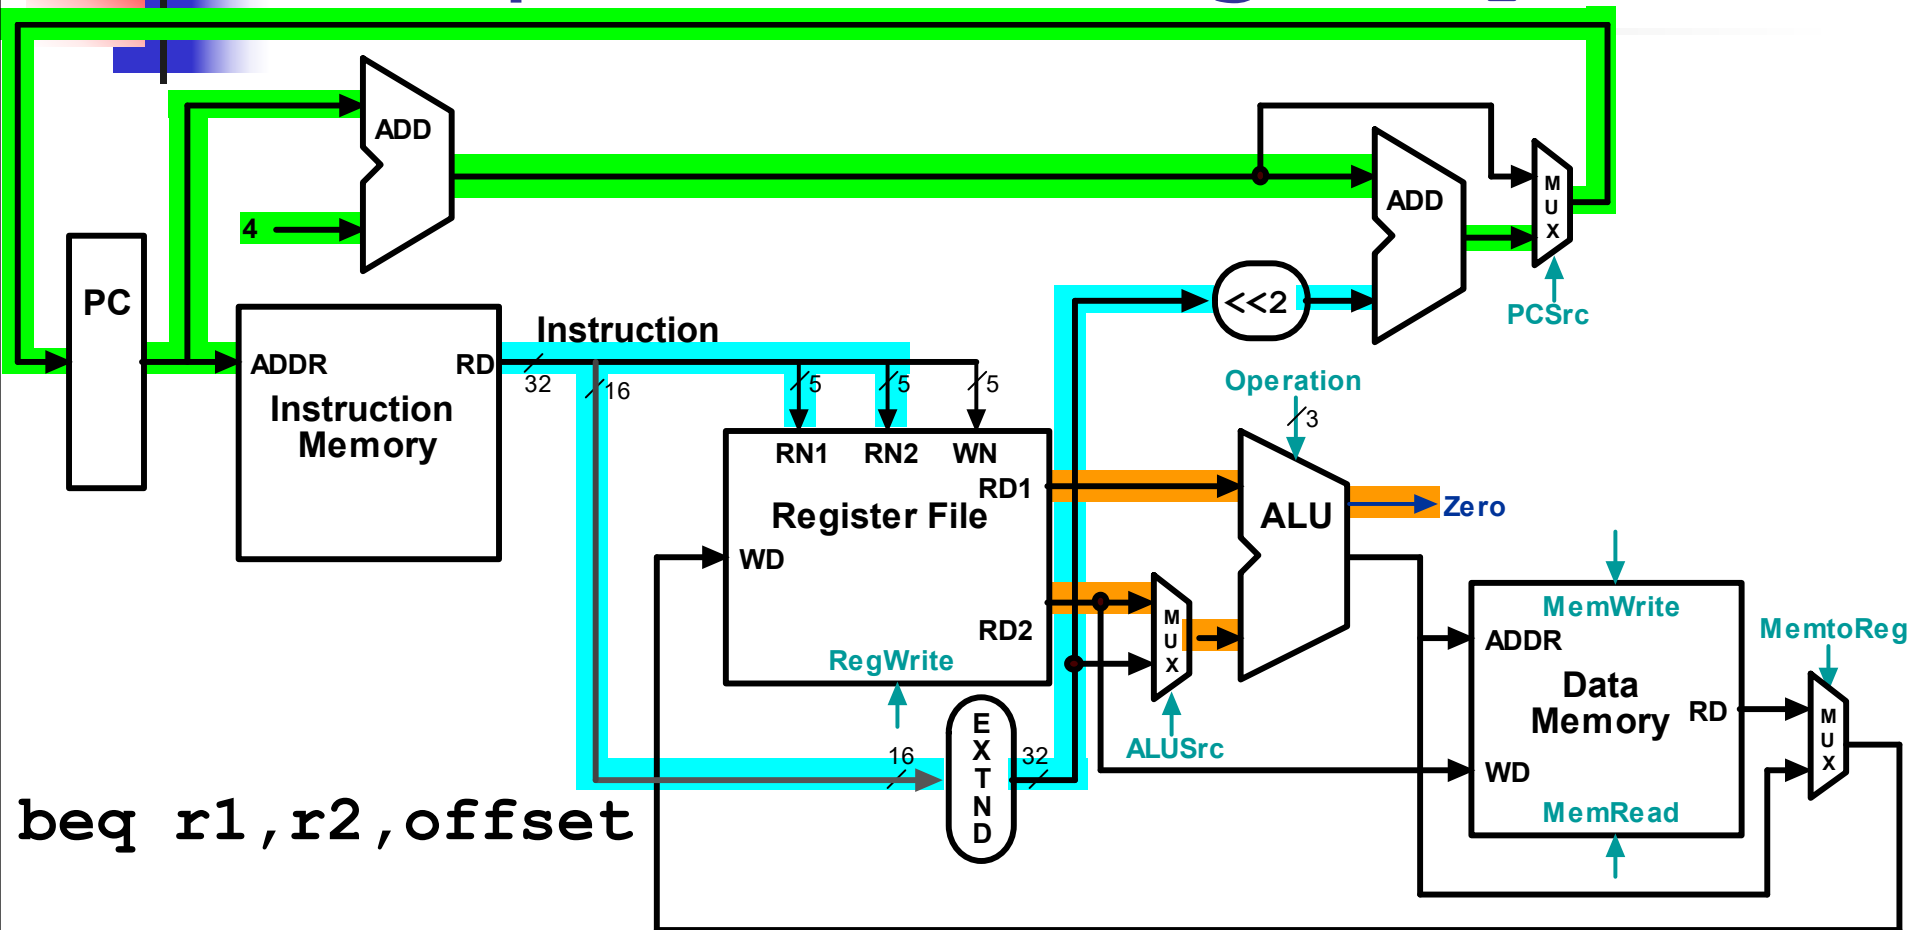 ADD
4
ADD
M
U
X
PCSrc
<<2
PC
Instruction
ADDR
RD
32
16
5
5
5
Instruction
Memory
Operation
3
RN1
RN2
WN
RD1
Register File
WD
RD2
RegWrite
ALU
Zero
M
U
X
ALUSrc
MemWrite
ADDR
Data
Memory
RD
WD
MemRead
MemtoReg
M
U
X
16
E
X
T
N
D
32
beq r1,r2,offset